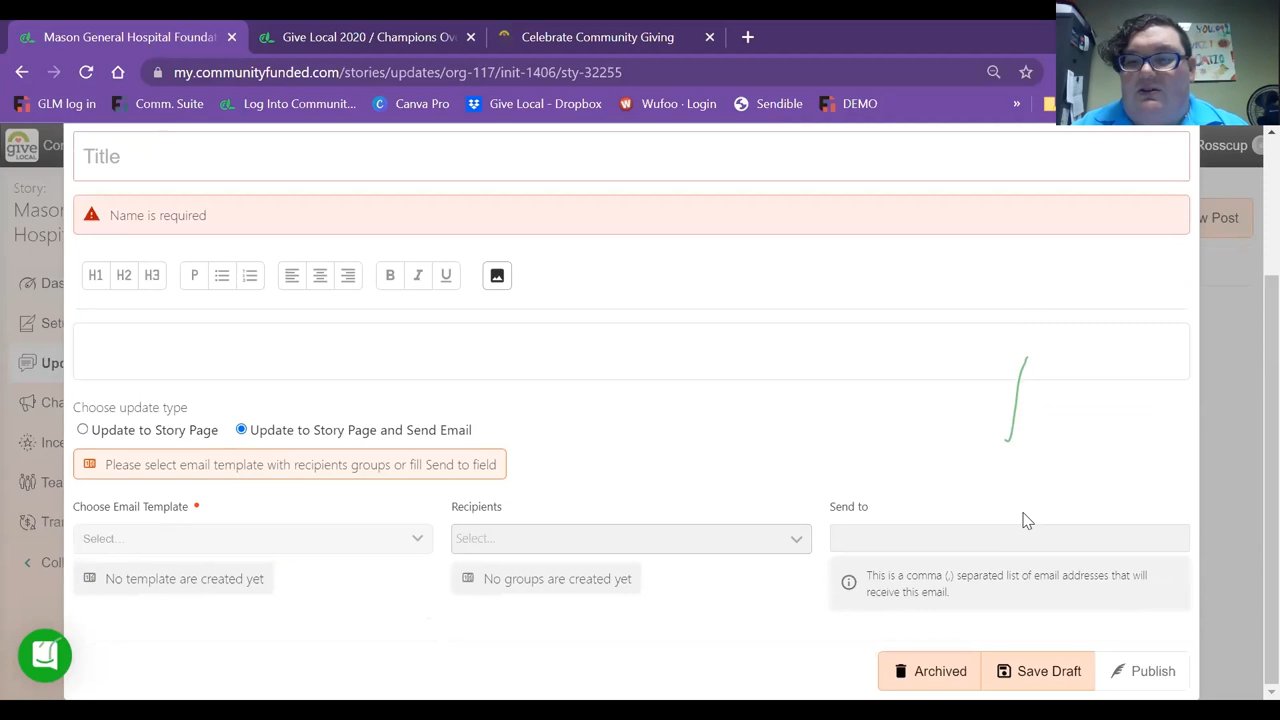 Mason General Hospital Foundat
Give Local 2020 / Champions Ov
Celebrate Community Giving
my.communityfunded.com/stories/updates/org-117/init-1406/sty-32255
GLM log in
Comm. Suite
Log Into Communit...
Canva Pro
Give Local - Dropbox
Wufoo · Login
Sendible
DEMO
»
give
LOCAL
Co
Rosscup
Story:
Mason
Hospit
w Post
Das
Setu
Upd
Cha
Ince
Tea
Tra
Coll
Title
Name is required
H1 H2 H3 P B I U
Choose update type
Update to Story Page
Update to Story Page and Send Email
Please select email template with recipients groups or fill Send to field
Choose Email Template
Recipients
Send to
Select...
Select...
No template are created yet
No groups are created yet
This is a comma (,) separated list of email addresses that will
receive this email.
Archived
Save Draft
Publish